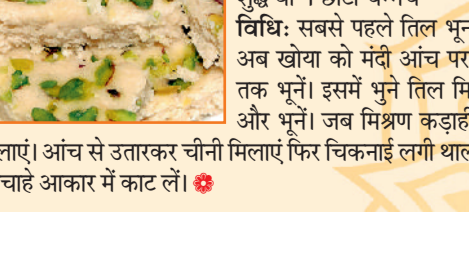 विधिः सबसे पहले तिल भून
अब खोया को मंदी आंच पर
तक भूनें। इसमें भुने तिल मि
और भूनें। जब मिश्रण कड़ाही
लाएं। आंच से उतारकर चीनी मिलाएं फिर चिकनाई लगी थाल
चाहे आकार में काट लें।